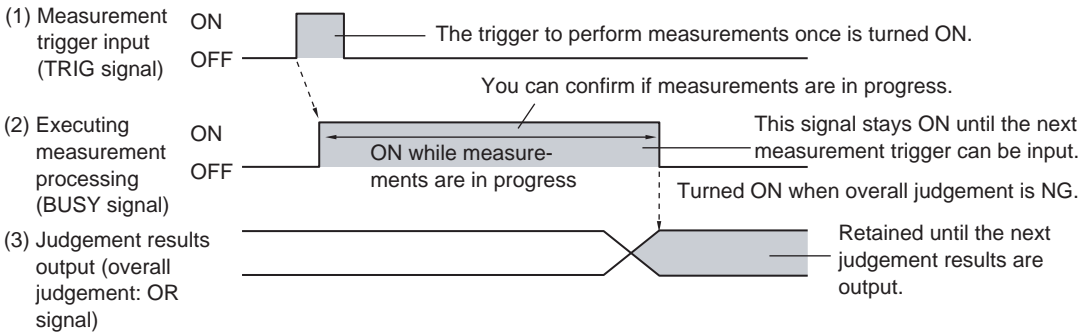 (1) Measurement
trigger input
(TRIG signal)
ON
OFF
The trigger to perform measurements once is turned ON.
You can confirm if measurements are in progress.
(2) Executing
measurement
processing
(BUSY signal)
ON
OFF
ON while measure-
ments are in progress
This signal stays ON until the next
measurement trigger can be input.
Turned ON when overall judgement is NG.
(3) Judgement results
output (overall
judgement: OR
signal)
Retained until the next
judgement results are
output.